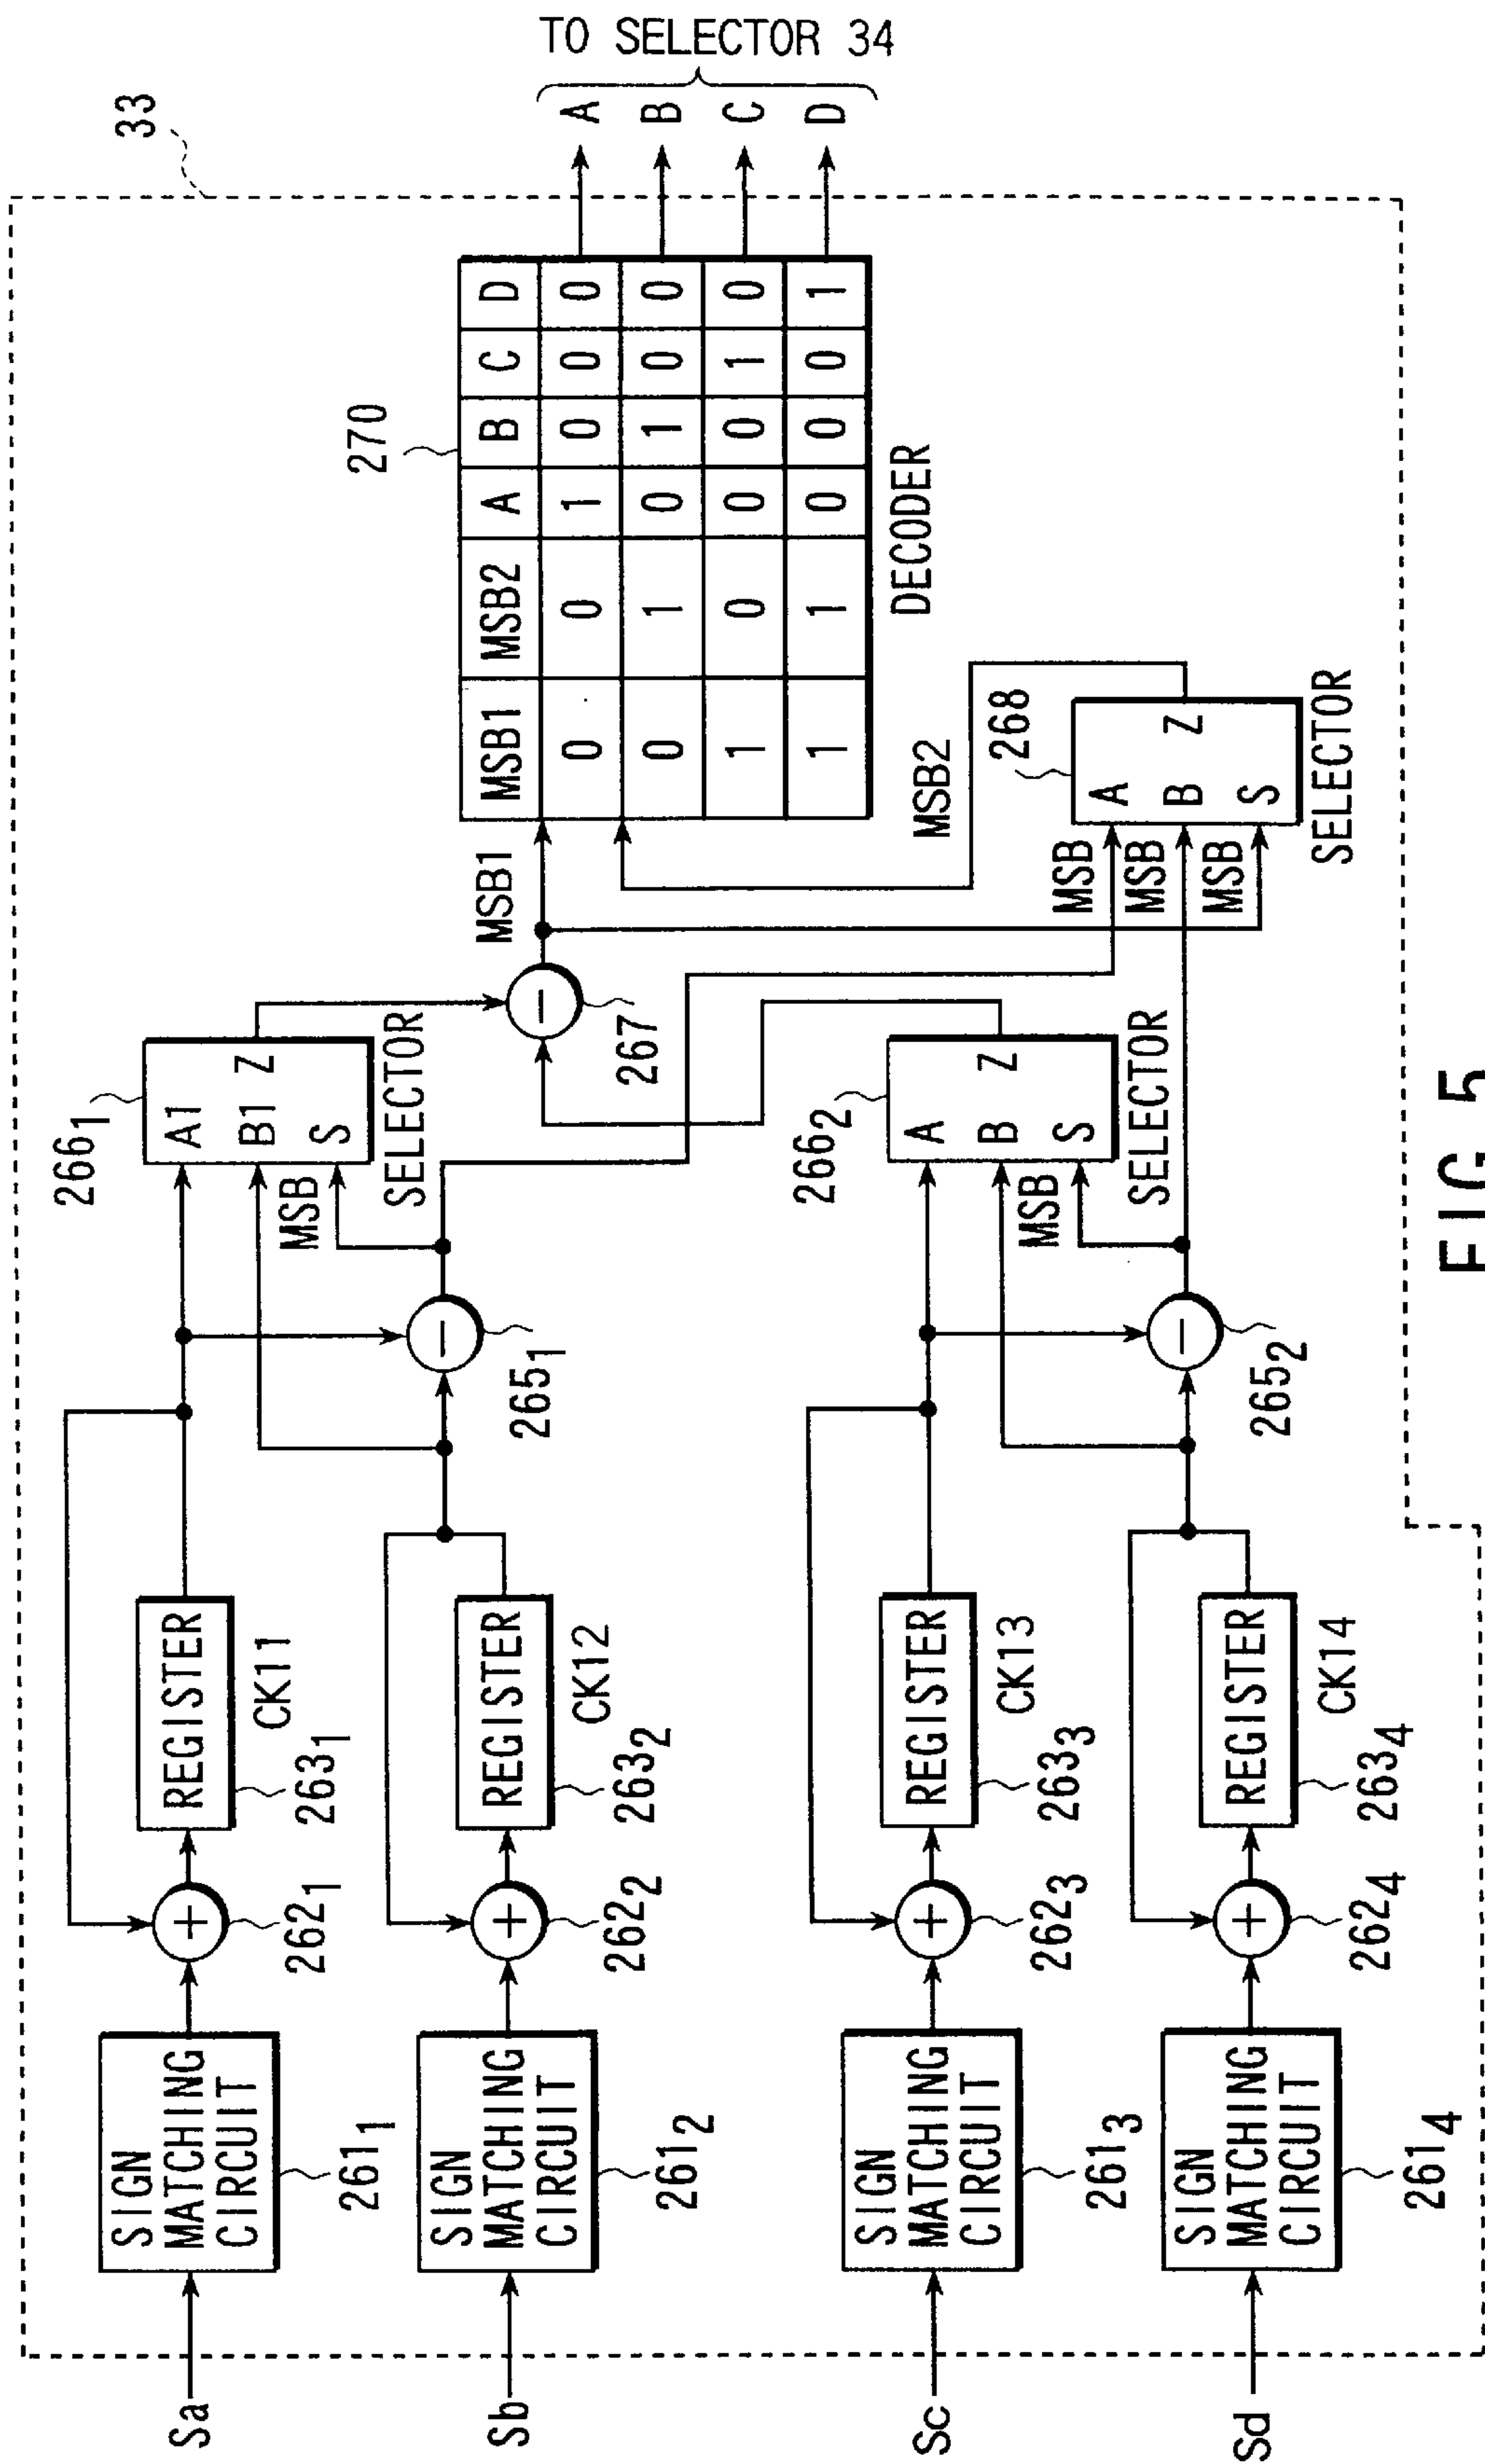 33
TO SELECTOR 34
A
B
C
D
270
MSB1 MSB2 A B C D
0 0 1 0 0 0
0 1 0 1 0 0
1 0 0 0 1 0
1 1 0 0 0 1
DECODER
MSB1
MSB2
266₁
A1
B1 Z
S
SELECTOR
MSB
267
268
A
B Z
S
SELECTOR
MSB
MSB
MSB
266₂
A
B Z
S
SELECTOR
MSB
265₁
265₂
REGISTER
CK11
263₁
REGISTER
CK12
263₂
REGISTER
CK13
263₃
REGISTER
CK14
263₄
262₁
262₂
262₃
262₄
Sa
SIGN
MATCHING
CIRCUIT
261₁
Sb
SIGN
MATCHING
CIRCUIT
261₂
Sc
SIGN
MATCHING
CIRCUIT
261₃
Sd
SIGN
MATCHING
CIRCUIT
261₄
+
+
+
+
−
−
−
FIG 5